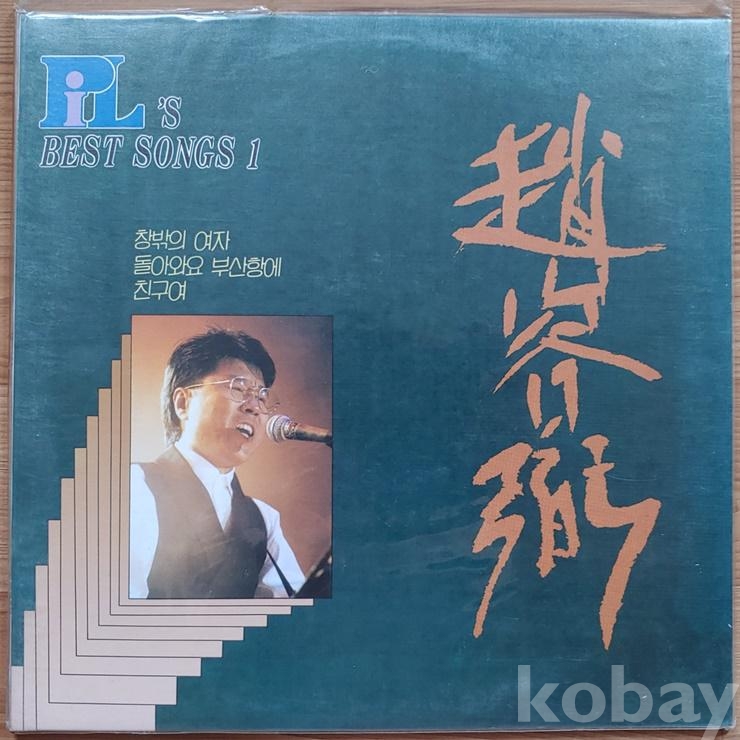 PiL'S
BEST SONGS 1
창밖의 여자
돌아와요 부산항에
친구여
趙容弼
kobay